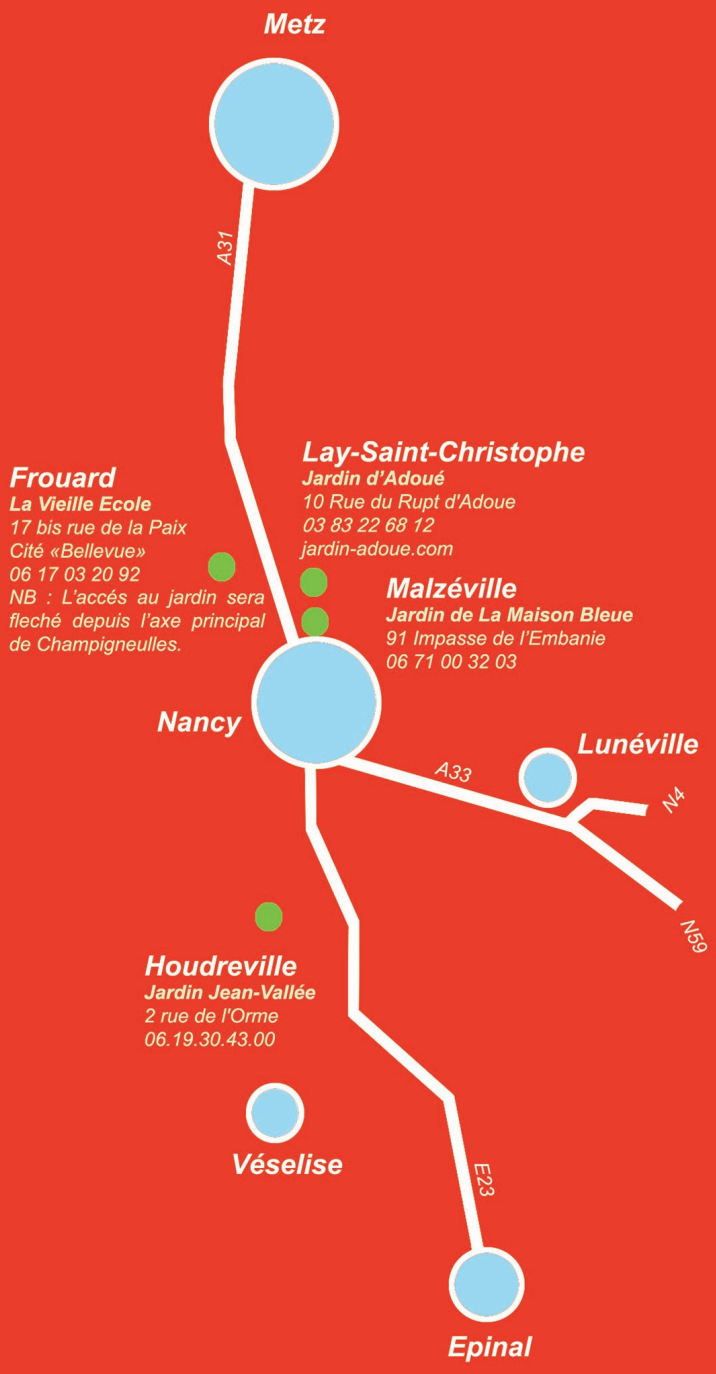 Metz
A31
Lay-Saint-Christophe
Jardin d'Adoué
10 Rue du Rupt d'Adoue
03 83 22 68 12
jardin-adoue.com
Frouard
La Vieille Ecole
17 bis rue de la Paix
Cité «Bellevue»
06 17 03 20 92
NB : L'accés au jardin sera
fleché depuis l'axe principal
de Champigneulles.
Malzéville
Jardin de La Maison Bleue
91 Impasse de l'Embanie
06 71 00 32 03
Nancy
Lunéville
A33
N4
N59
Houdreville
Jardin Jean-Vallée
2 rue de l'Orme
06.19.30.43.00
Véselise
E23
Epinal